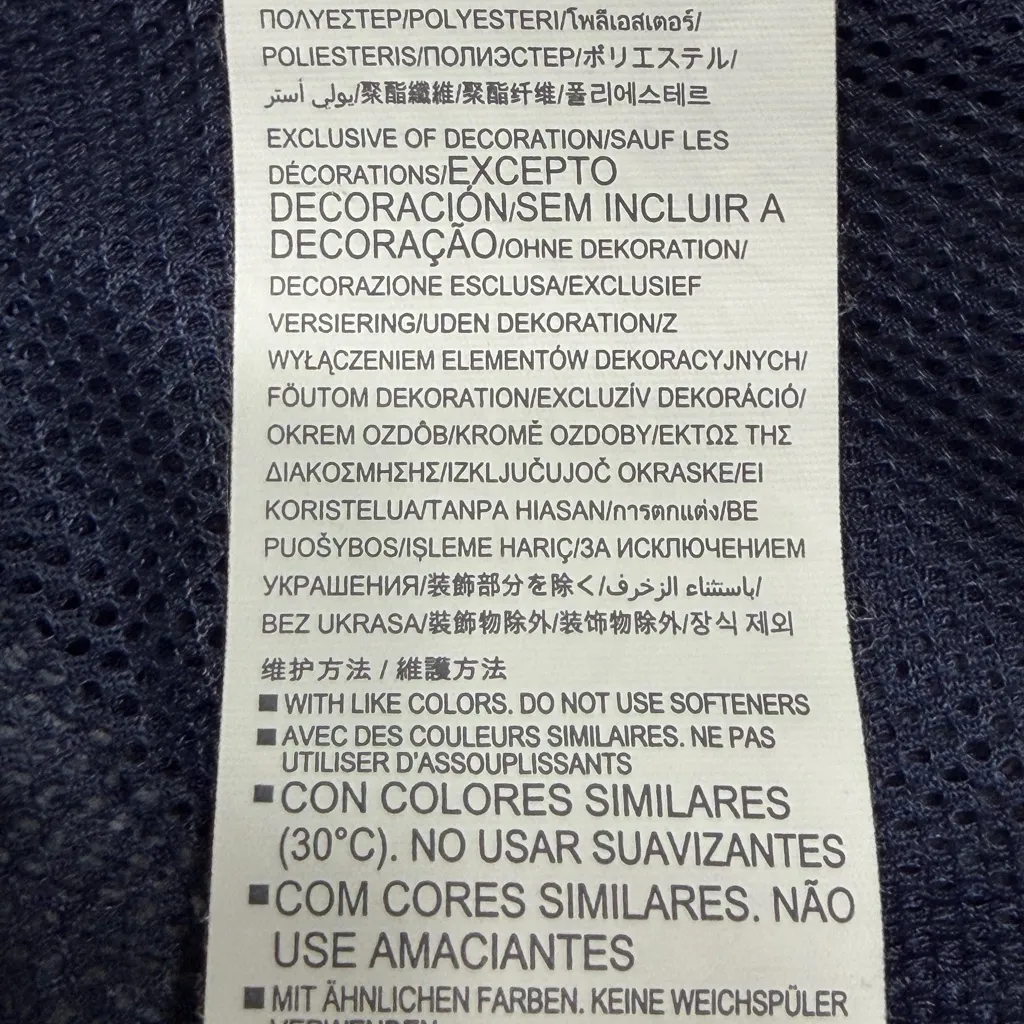 ΠΟΛΥΕΣΤΕΡ/POLYESTERI/โพลีเอสเตอร์/
POLIESTERIS/ПОЛИЭСТЕР/ポリエステル/
يولي أستر/聚酯纖維/聚酯纤维/폴리에스테르
EXCLUSIVE OF DECORATION/SAUF LES
DÉCORATIONS/EXCEPTO
DECORACIÓN/SEM INCLUIR A
DECORAÇÃO/OHNE DEKORATION/
DECORAZIONE ESCLUSA/EXCLUSIEF
VERSIERING/UDEN DEKORATION/Z
WYŁĄCZENIEM ELEMENTÓW DEKORACYJNYCH/
FÖUTOM DEKORATION/EXCLUZÍV DEKORÁCIÓ/
OKREM OZDÔB/KROMĚ OZDOBY/ΕΚΤΩΣ ΤΗΣ
ΔΙΑΚΟΣΜΗΣΗΣ/IZKLJUČUJOČ OKRASKE/EI
KORISTELUA/TANPA HIASAN/การตกแต่ง/BE
PUOŠYBOS/IŞLEME HARIÇ/ЗА ИСКЛЮЧЕНИЕМ
УКРАШЕНИЯ/装飾部分を除く/باستثناء الزخرف/
BEZ UKRASA/裝飾物除外/装饰物除外/장식 제외
维护方法 / 維護方法
■ WITH LIKE COLORS. DO NOT USE SOFTENERS
■ AVEC DES COULEURS SIMILAIRES. NE PAS
UTILISER D'ASSOUPLISSANTS
■ CON COLORES SIMILARES
(30°C). NO USAR SUAVIZANTES
■ COM CORES SIMILARES. NÃO
USE AMACIANTES
■ MIT ÄHNLICHEN FARBEN. KEINE WEICHSPÜLER